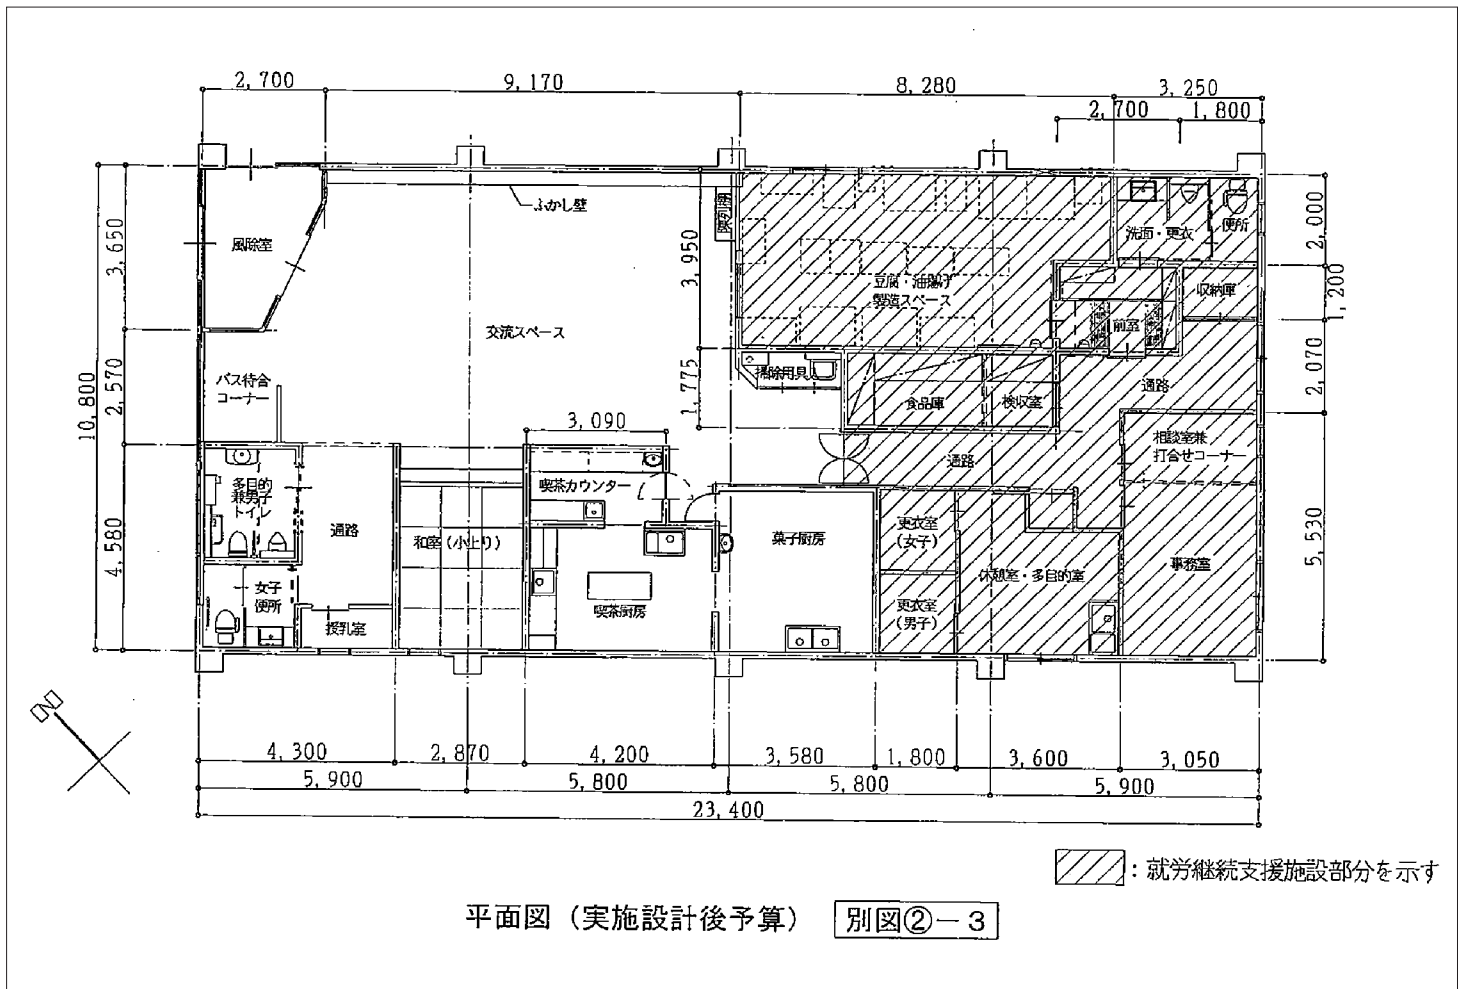 2,700
9,170
8,280
3,250
2,700
1,800
ふかし壁
風除室
洗面・更衣
便所
3,650
3,950
2,000
豆腐・油揚げ
製造スペース
収納庫
1,200
前室
交流スペース
10,800
2,570
バス待合
コーナー
1,775
掃除用具
食品庫
検収室
通路
2,070
3,090
相談室兼
打合せコーナー
通路
多目的
兼男子
トイレ
喫茶カウンター
4,580
通路
和室(小上り)
菓子厨房
更衣室
(女子)
5,530
休憩室・多目的室
事務室
女子
便所
喫茶厨房
更衣室
(男子)
授乳室
N
4,300
2,870
4,200
3,580
1,800
3,600
3,050
5,900
5,800
5,800
5,900
23,400
:就労継続支援施設部分を示す
平面図(実施設計後予算) 別図②-3